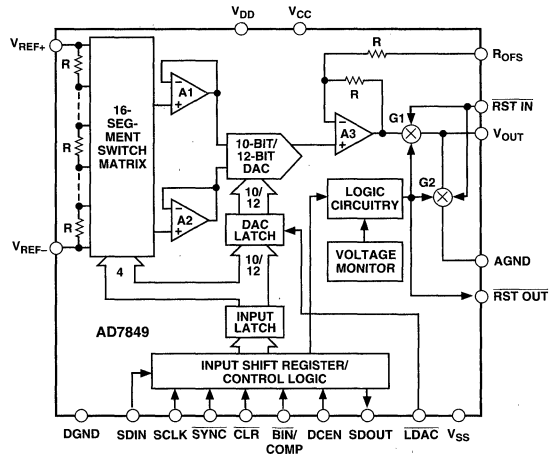 VDD VCC
VREF+
R
R
R
VREF–
16-
SEG-
MENT
SWITCH
MATRIX
A1
A2
10-BIT/
12-BIT
DAC
10/
12
DAC
LATCH
10/
12
4
INPUT
LATCH
AD7849
INPUT SHIFT REGISTER/
CONTROL LOGIC
R
R
A3
G1
G2
LOGIC
CIRCUITRY
VOLTAGE
MONITOR
ROFS
RST IN
VOUT
AGND
RST OUT
DGND SDIN SCLK SYNC CLR BIN/ DCEN SDOUT LDAC VSS
COMP